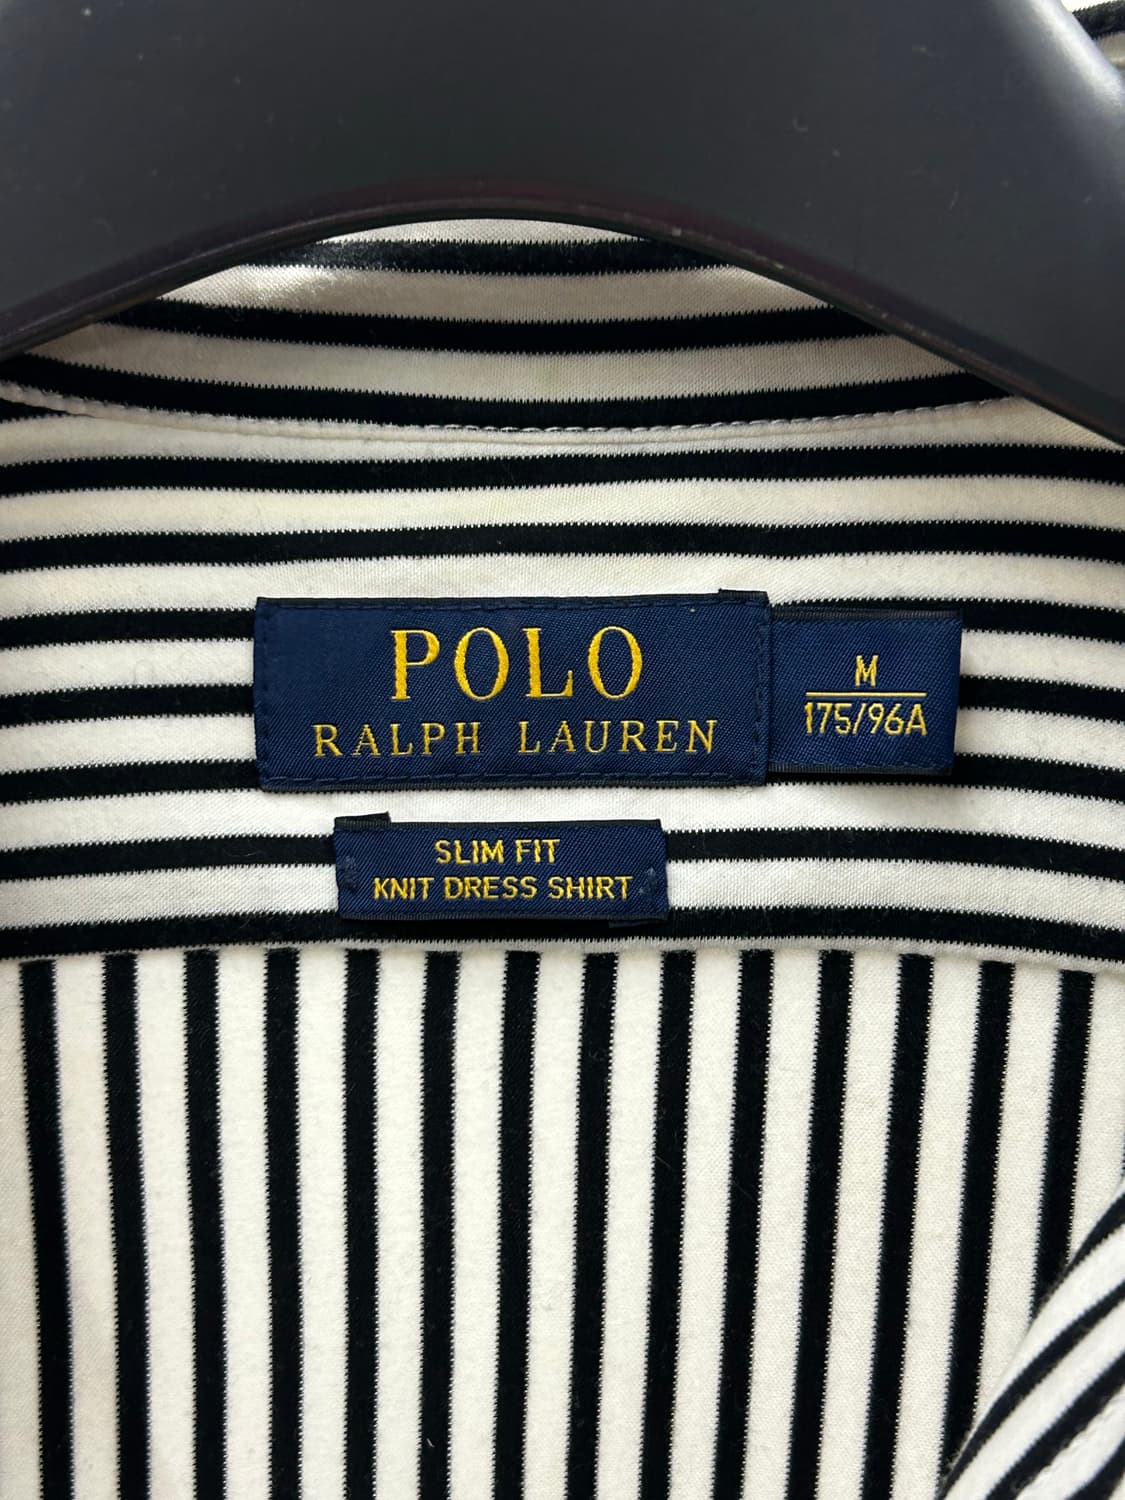 POLO
RALPH LAUREN
M
175/96A
SLIM FIT
KNIT DRESS SHIRT